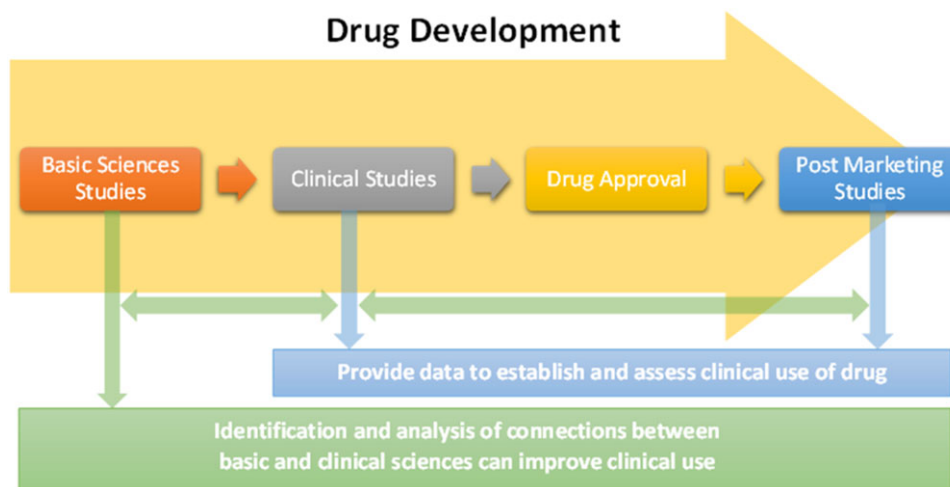 Drug Development
Basic Sciences
Studies
Clinical Studies
Drug Approval
Post Marketing
Studies
Provide data to establish and assess clinical use of drug
Identification and analysis of connections between
basic and clinical sciences can improve clinical use